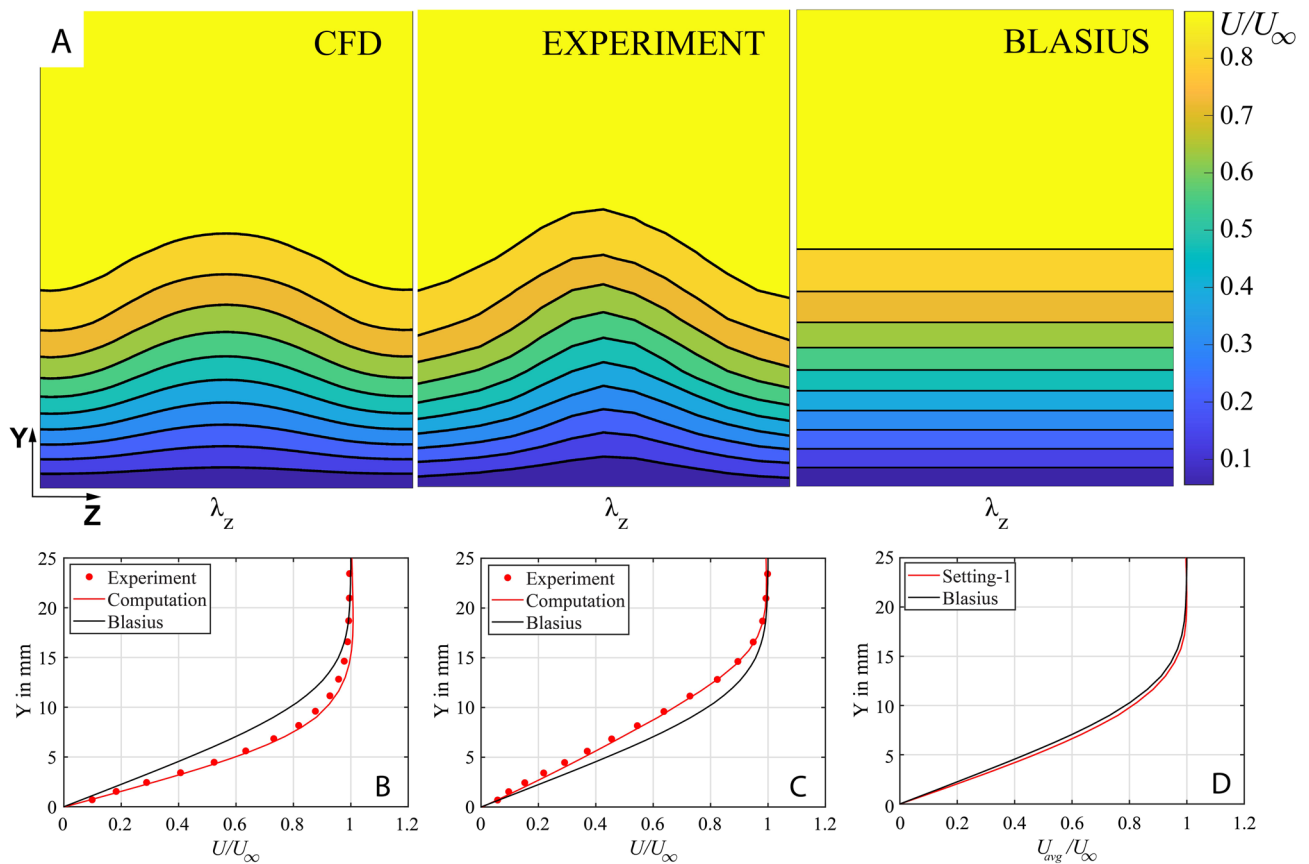 A
CFD
EXPERIMENT
BLASIUS
U/U∞
0.8
0.7
0.6
0.5
0.4
0.3
0.2
0.1
Y
Z
λz
λz
λz
25
20
15
10
5
0
Y in mm
Experiment
Computation
Blasius
B
0 0.2 0.4 0.6 0.8 1 1.2
U/U∞
25
20
15
10
5
0
Y in mm
Experiment
Computation
Blasius
C
0 0.2 0.4 0.6 0.8 1 1.2
U/U∞
25
20
15
10
5
0
Y in mm
Setting-1
Blasius
D
0 0.2 0.4 0.6 0.8 1 1.2
Uavg/U∞